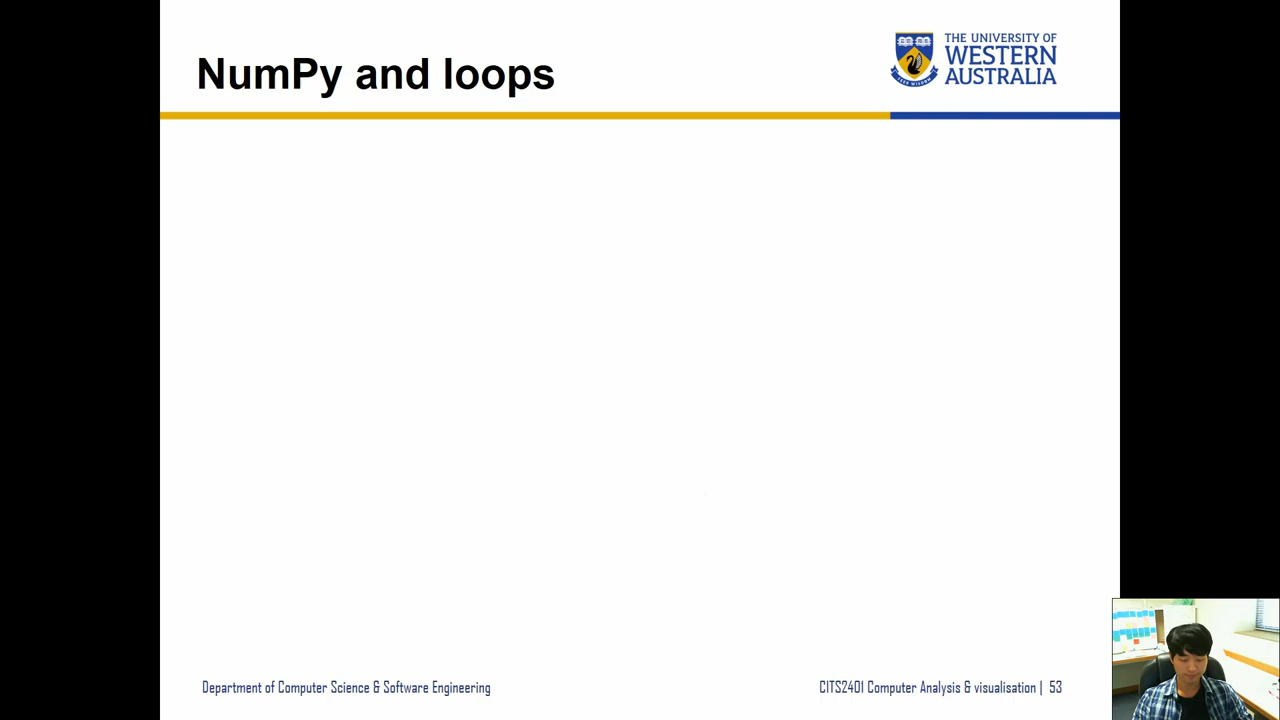 NumPy and loops
THE UNIVERSITY OF
WESTERN
AUSTRALIA
Department of Computer Science & Software Engineering
CITS2401 Computer Analysis & visualisation | 53